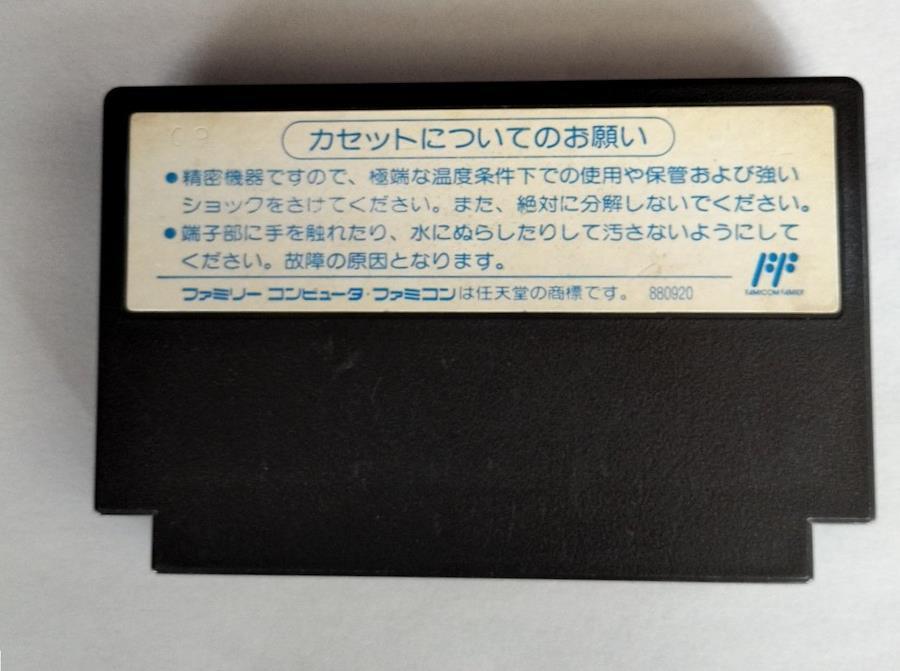 カセットについてのお願い
●精密機器ですので、極端な温度条件下での使用や保管および強い
ショックをさけてください。また、絶対に分解しないでください。
●端子部に手を触れたり、水にぬらしたりして汚さないようにして
ください。故障の原因となります。
FF
FAMICOM FAMILY
ファミリーコンピュータ・ファミコンは任天堂の商標です。 880920